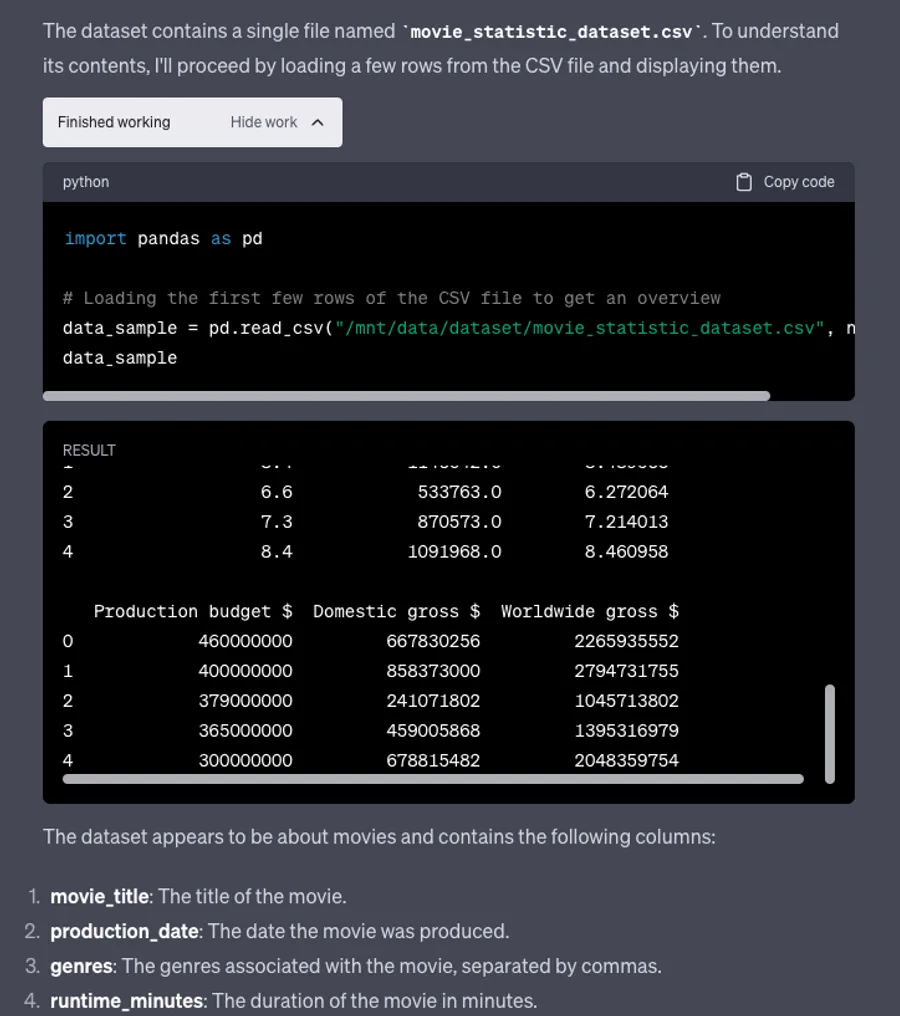 The dataset contains a single file named `movie_statistic_dataset.csv`. To understand
its contents, I'll proceed by loading a few rows from the CSV file and displaying them.
Finished working Hide work
python Copy code
import pandas as pd
# Loading the first few rows of the CSV file to get an overview
data_sample = pd.read_csv("/mnt/data/dataset/movie_statistic_dataset.csv", n
data_sample
RESULT
2 6.6 533763.0 6.272064
3 7.3 870573.0 7.214013
4 8.4 1091968.0 8.460958
Production budget $ Domestic gross $ Worldwide gross $
0 460000000 667830256 2265935552
1 400000000 858373000 2794731755
2 379000000 241071802 1045713802
3 365000000 459005868 1395316979
4 300000000 678815482 2048359754
The dataset appears to be about movies and contains the following columns:
1. movie_title: The title of the movie.
2. production_date: The date the movie was produced.
3. genres: The genres associated with the movie, separated by commas.
4. runtime_minutes: The duration of the movie in minutes.